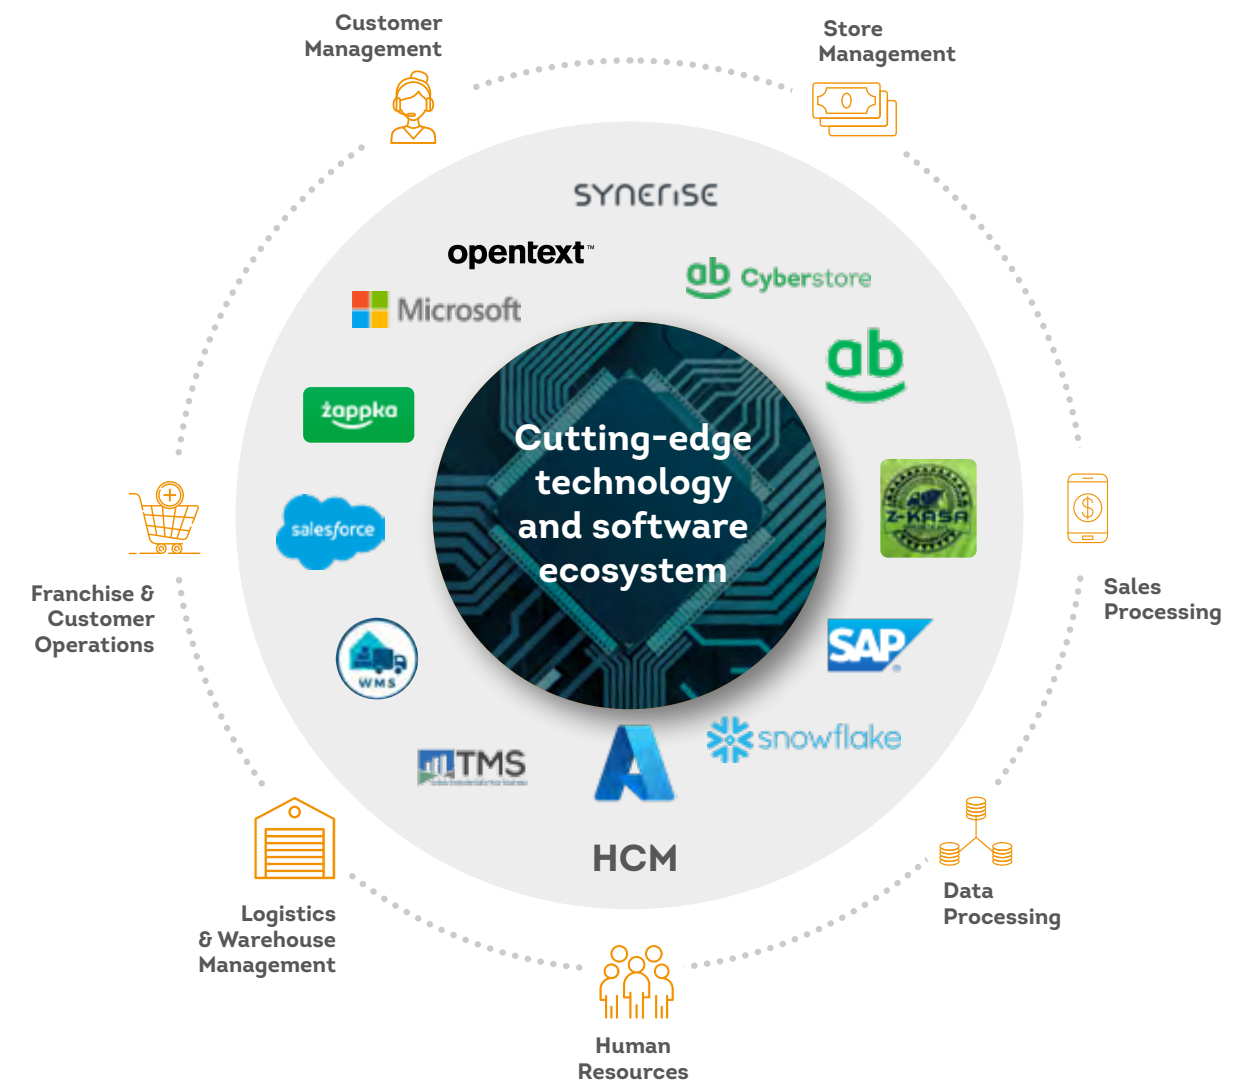 Customer
Management
Store
Management
SYNERISE
opentext™
ab Cyberstore
Microsoft
ab
żappka
Cutting-edge
technology
and software
ecosystem
Z-KASA
salesforce
Franchise &
Customer
Operations
Sales
Processing
WMS
SAP®
snowflake
TMS
HCM
Data
Processing
Logistics
& Warehouse
Management
Human
Resources